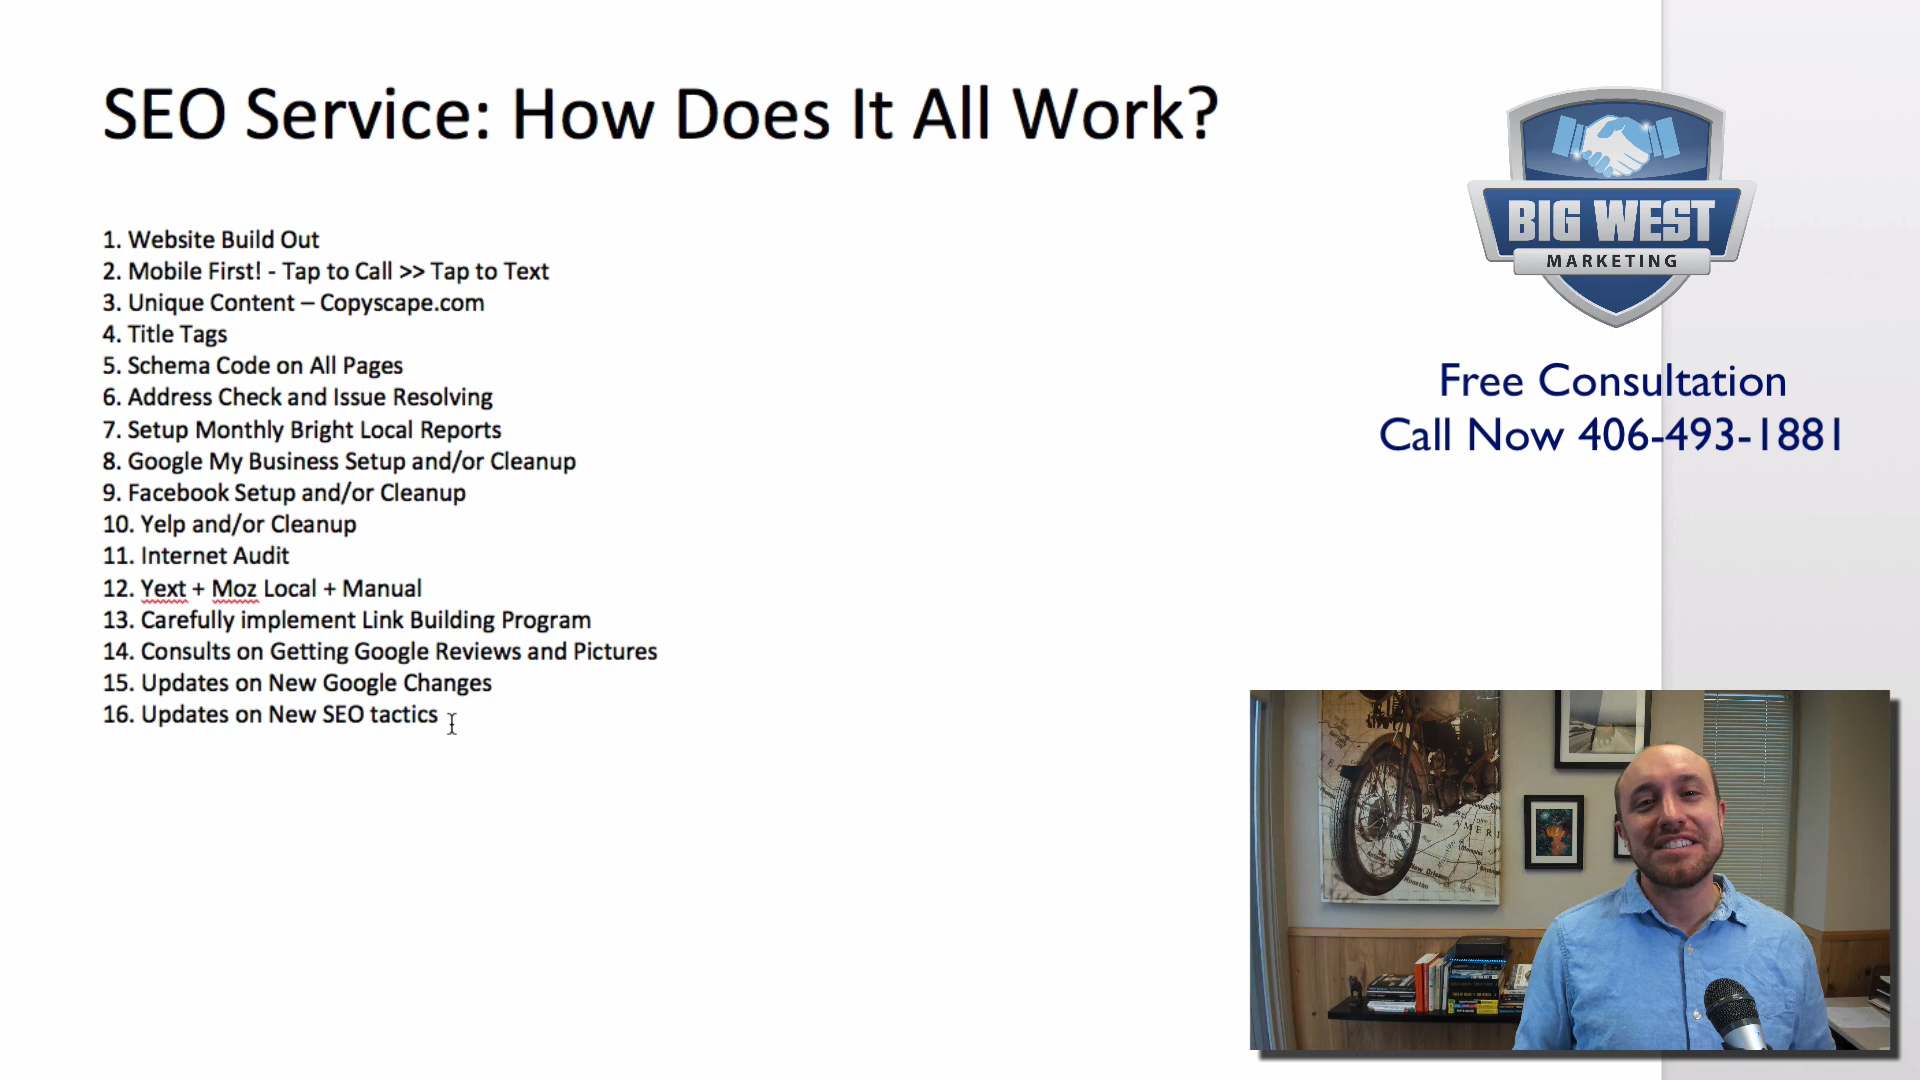 SEO Service: How Does It All Work?
1. Website Build Out
2. Mobile First! - Tap to Call >> Tap to Text
3. Unique Content – Copyscape.com
4. Title Tags
5. Schema Code on All Pages
6. Address Check and Issue Resolving
7. Setup Monthly Bright Local Reports
8. Google My Business Setup and/or Cleanup
9. Facebook Setup and/or Cleanup
10. Yelp and/or Cleanup
11. Internet Audit
12. Yext + Moz Local + Manual
13. Carefully implement Link Building Program
14. Consults on Getting Google Reviews and Pictures
15. Updates on New Google Changes
16. Updates on New SEO tactics
BIG WEST
MARKETING
Free Consultation
Call Now 406-493-1881
AMERI
New Orleans
Houston